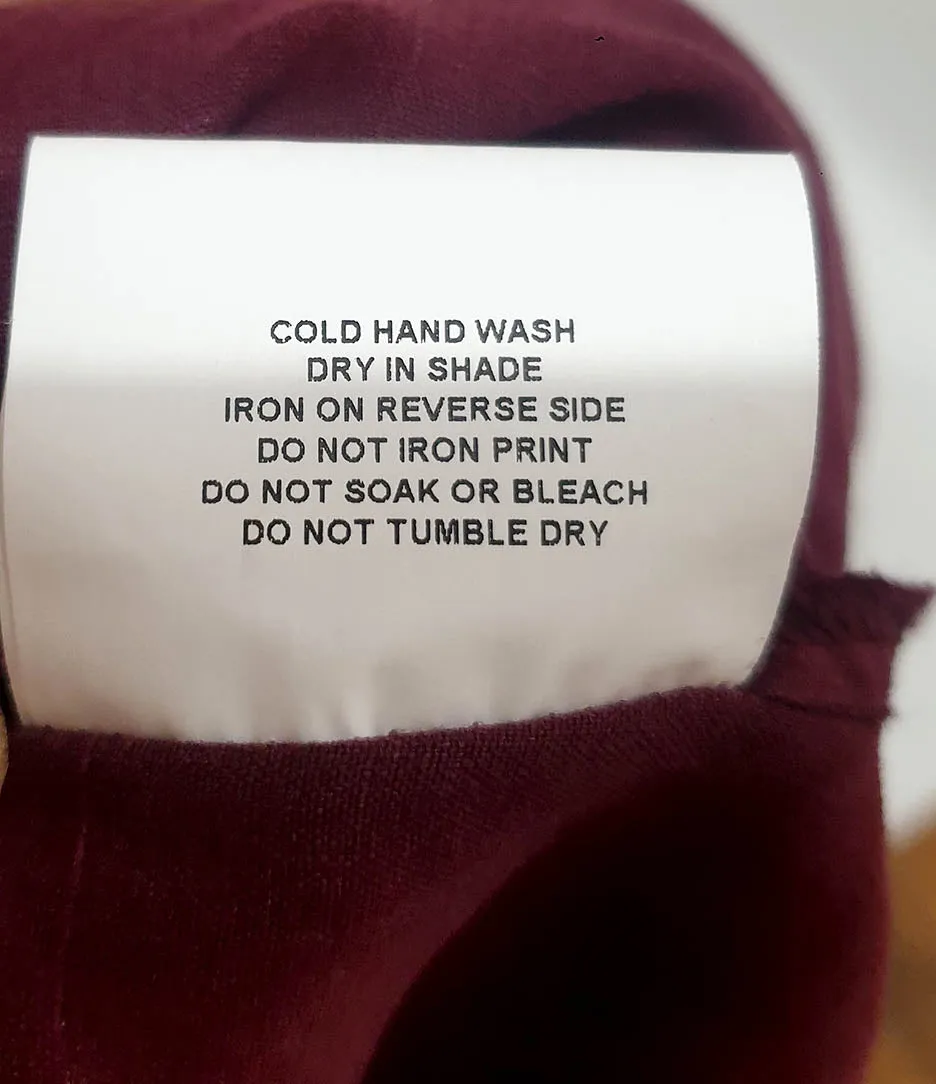 COLD HAND WASH
DRY IN SHADE
IRON ON REVERSE SIDE
DO NOT IRON PRINT
DO NOT SOAK OR BLEACH
DO NOT TUMBLE DRY